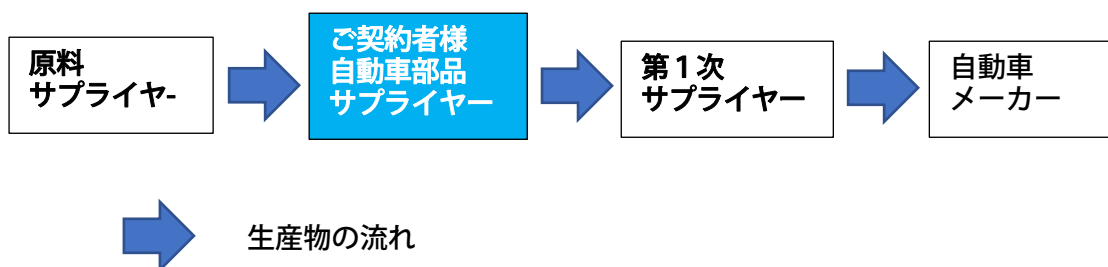 原料
サプライヤ-
ご契約者様
自動車部品
サプライヤー
第１次
サプライヤー
自動車
メーカー
生産物の流れ